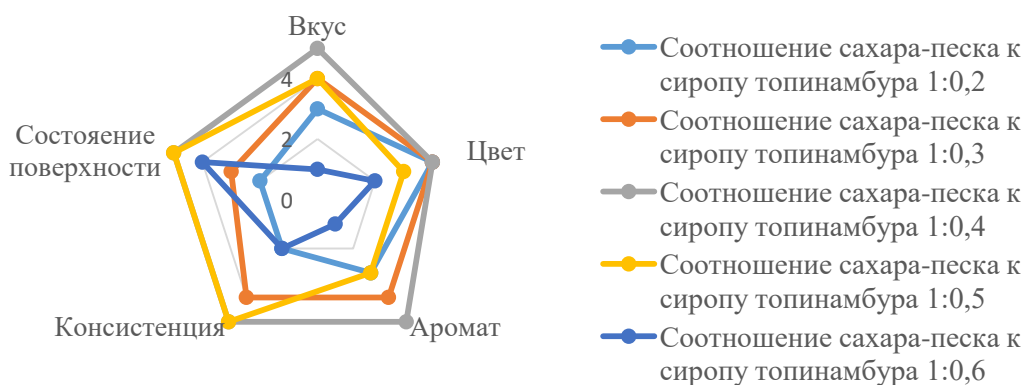 Вкус
4
2
0
Цвет
Аромат
Консистенция
Состояение
поверхности
Соотношение сахара-песка к
сиропу топинамбура 1:0,2
Соотношение сахара-песка к
сиропу топинамбура 1:0,3
Соотношение сахара-песка к
сиропу топинамбура 1:0,4
Соотношение сахара-песка к
сиропу топинамбура 1:0,5
Соотношение сахара-песка к
сиропу топинамбура 1:0,6